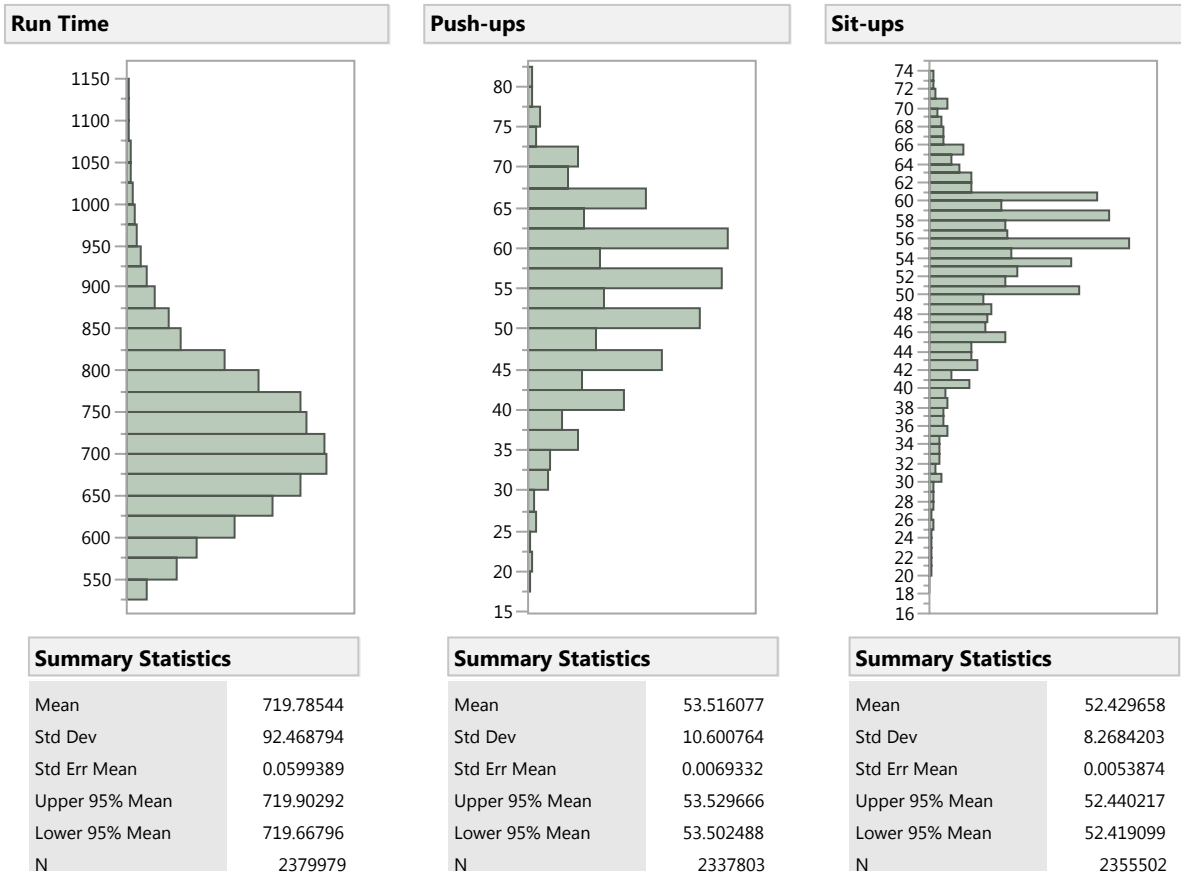 Run Time
1150
1100
1050
1000
950
900
850
800
750
700
650
600
550
Summary Statistics
Mean 719.78544
Std Dev 92.468794
Std Err Mean 0.0599389
Upper 95% Mean 719.90292
Lower 95% Mean 719.66796
N 2379979
Push-ups
80
75
70
65
60
55
50
45
40
35
30
25
20
15
Summary Statistics
Mean 53.516077
Std Dev 10.600764
Std Err Mean 0.0069332
Upper 95% Mean 53.529666
Lower 95% Mean 53.502488
N 2337803
Sit-ups
74
72
70
68
66
64
62
60
58
56
54
52
50
48
46
44
42
40
38
36
34
32
30
28
26
24
22
20
18
16
Summary Statistics
Mean 52.429658
Std Dev 8.2684203
Std Err Mean 0.0053874
Upper 95% Mean 52.440217
Lower 95% Mean 52.419099
N 2355502